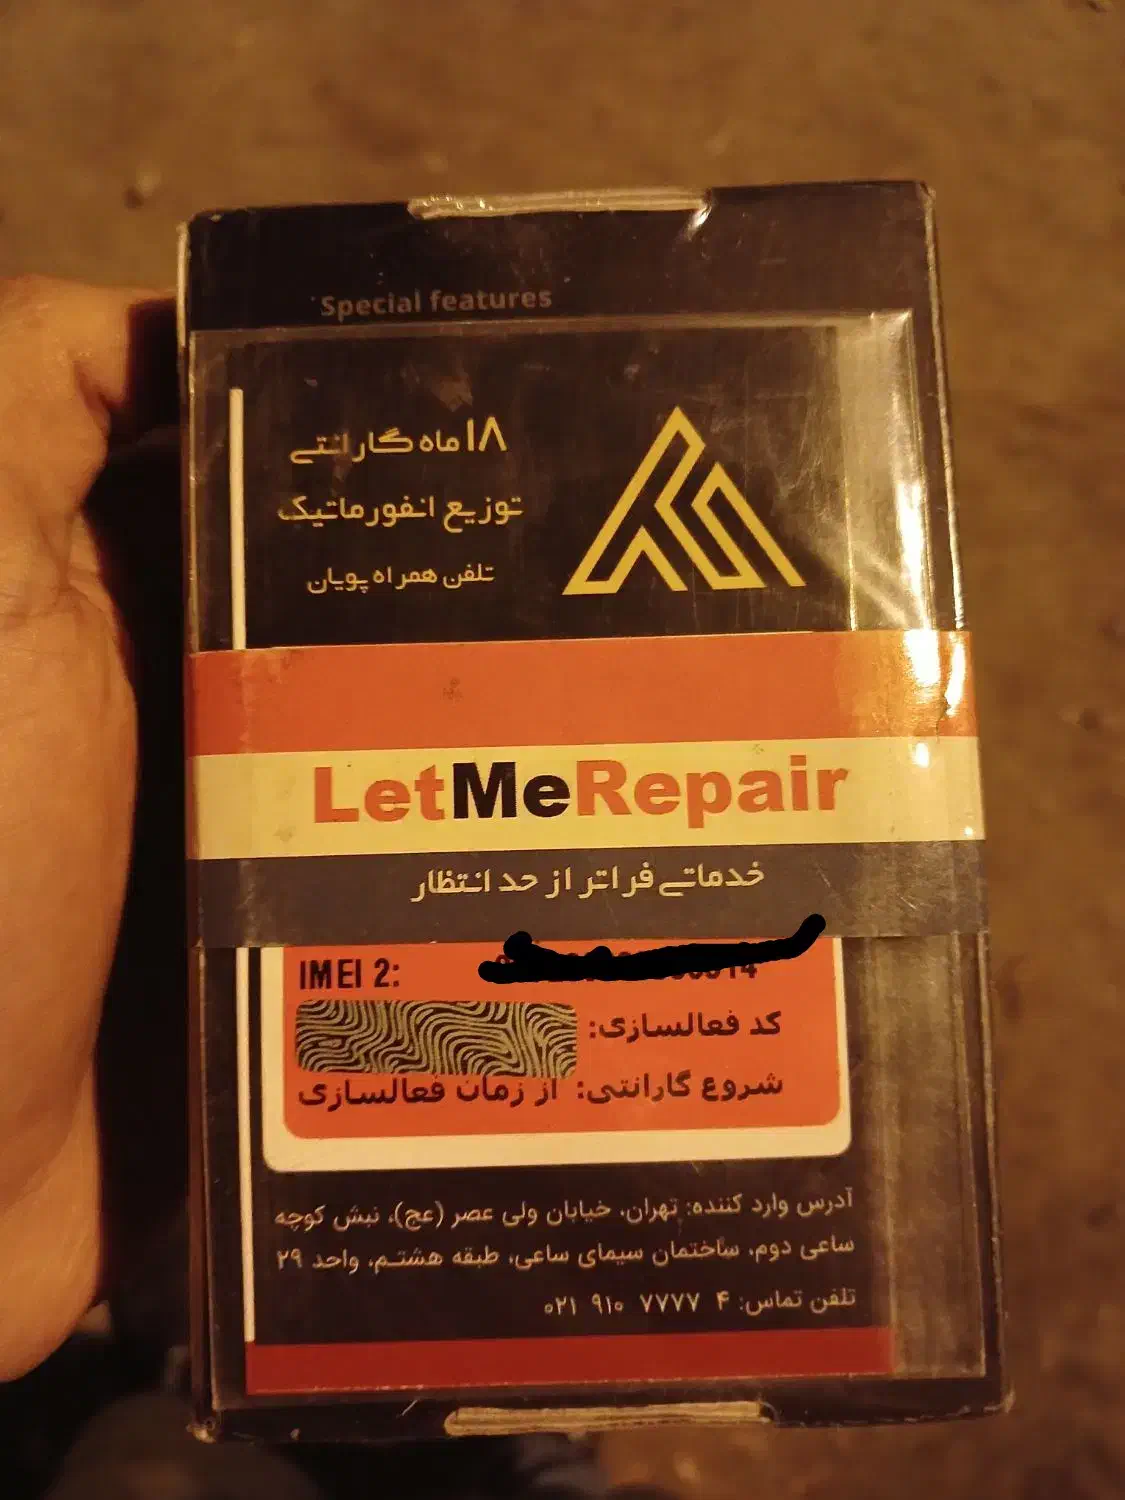 Special features
۱۸ ماه گارانتی
توزیع انفورماتیک
تلفن همراه پویان
LetMeRepair
خدماتی فراتر از حد انتظار
IMEI 2:
کد فعالسازی:
شروع گارانتی: از زمان فعالسازی
آدرس وارد کننده: تهران، خیابان ولی عصر (عج)، نبش کوچه
ساعی دوم، ساختمان سیمای ساعی، طبقه هشتم، واحد ۲۹
تلفن تماس: ۴ ۷۷۷۷ ۹۱۰ ۰۲۱